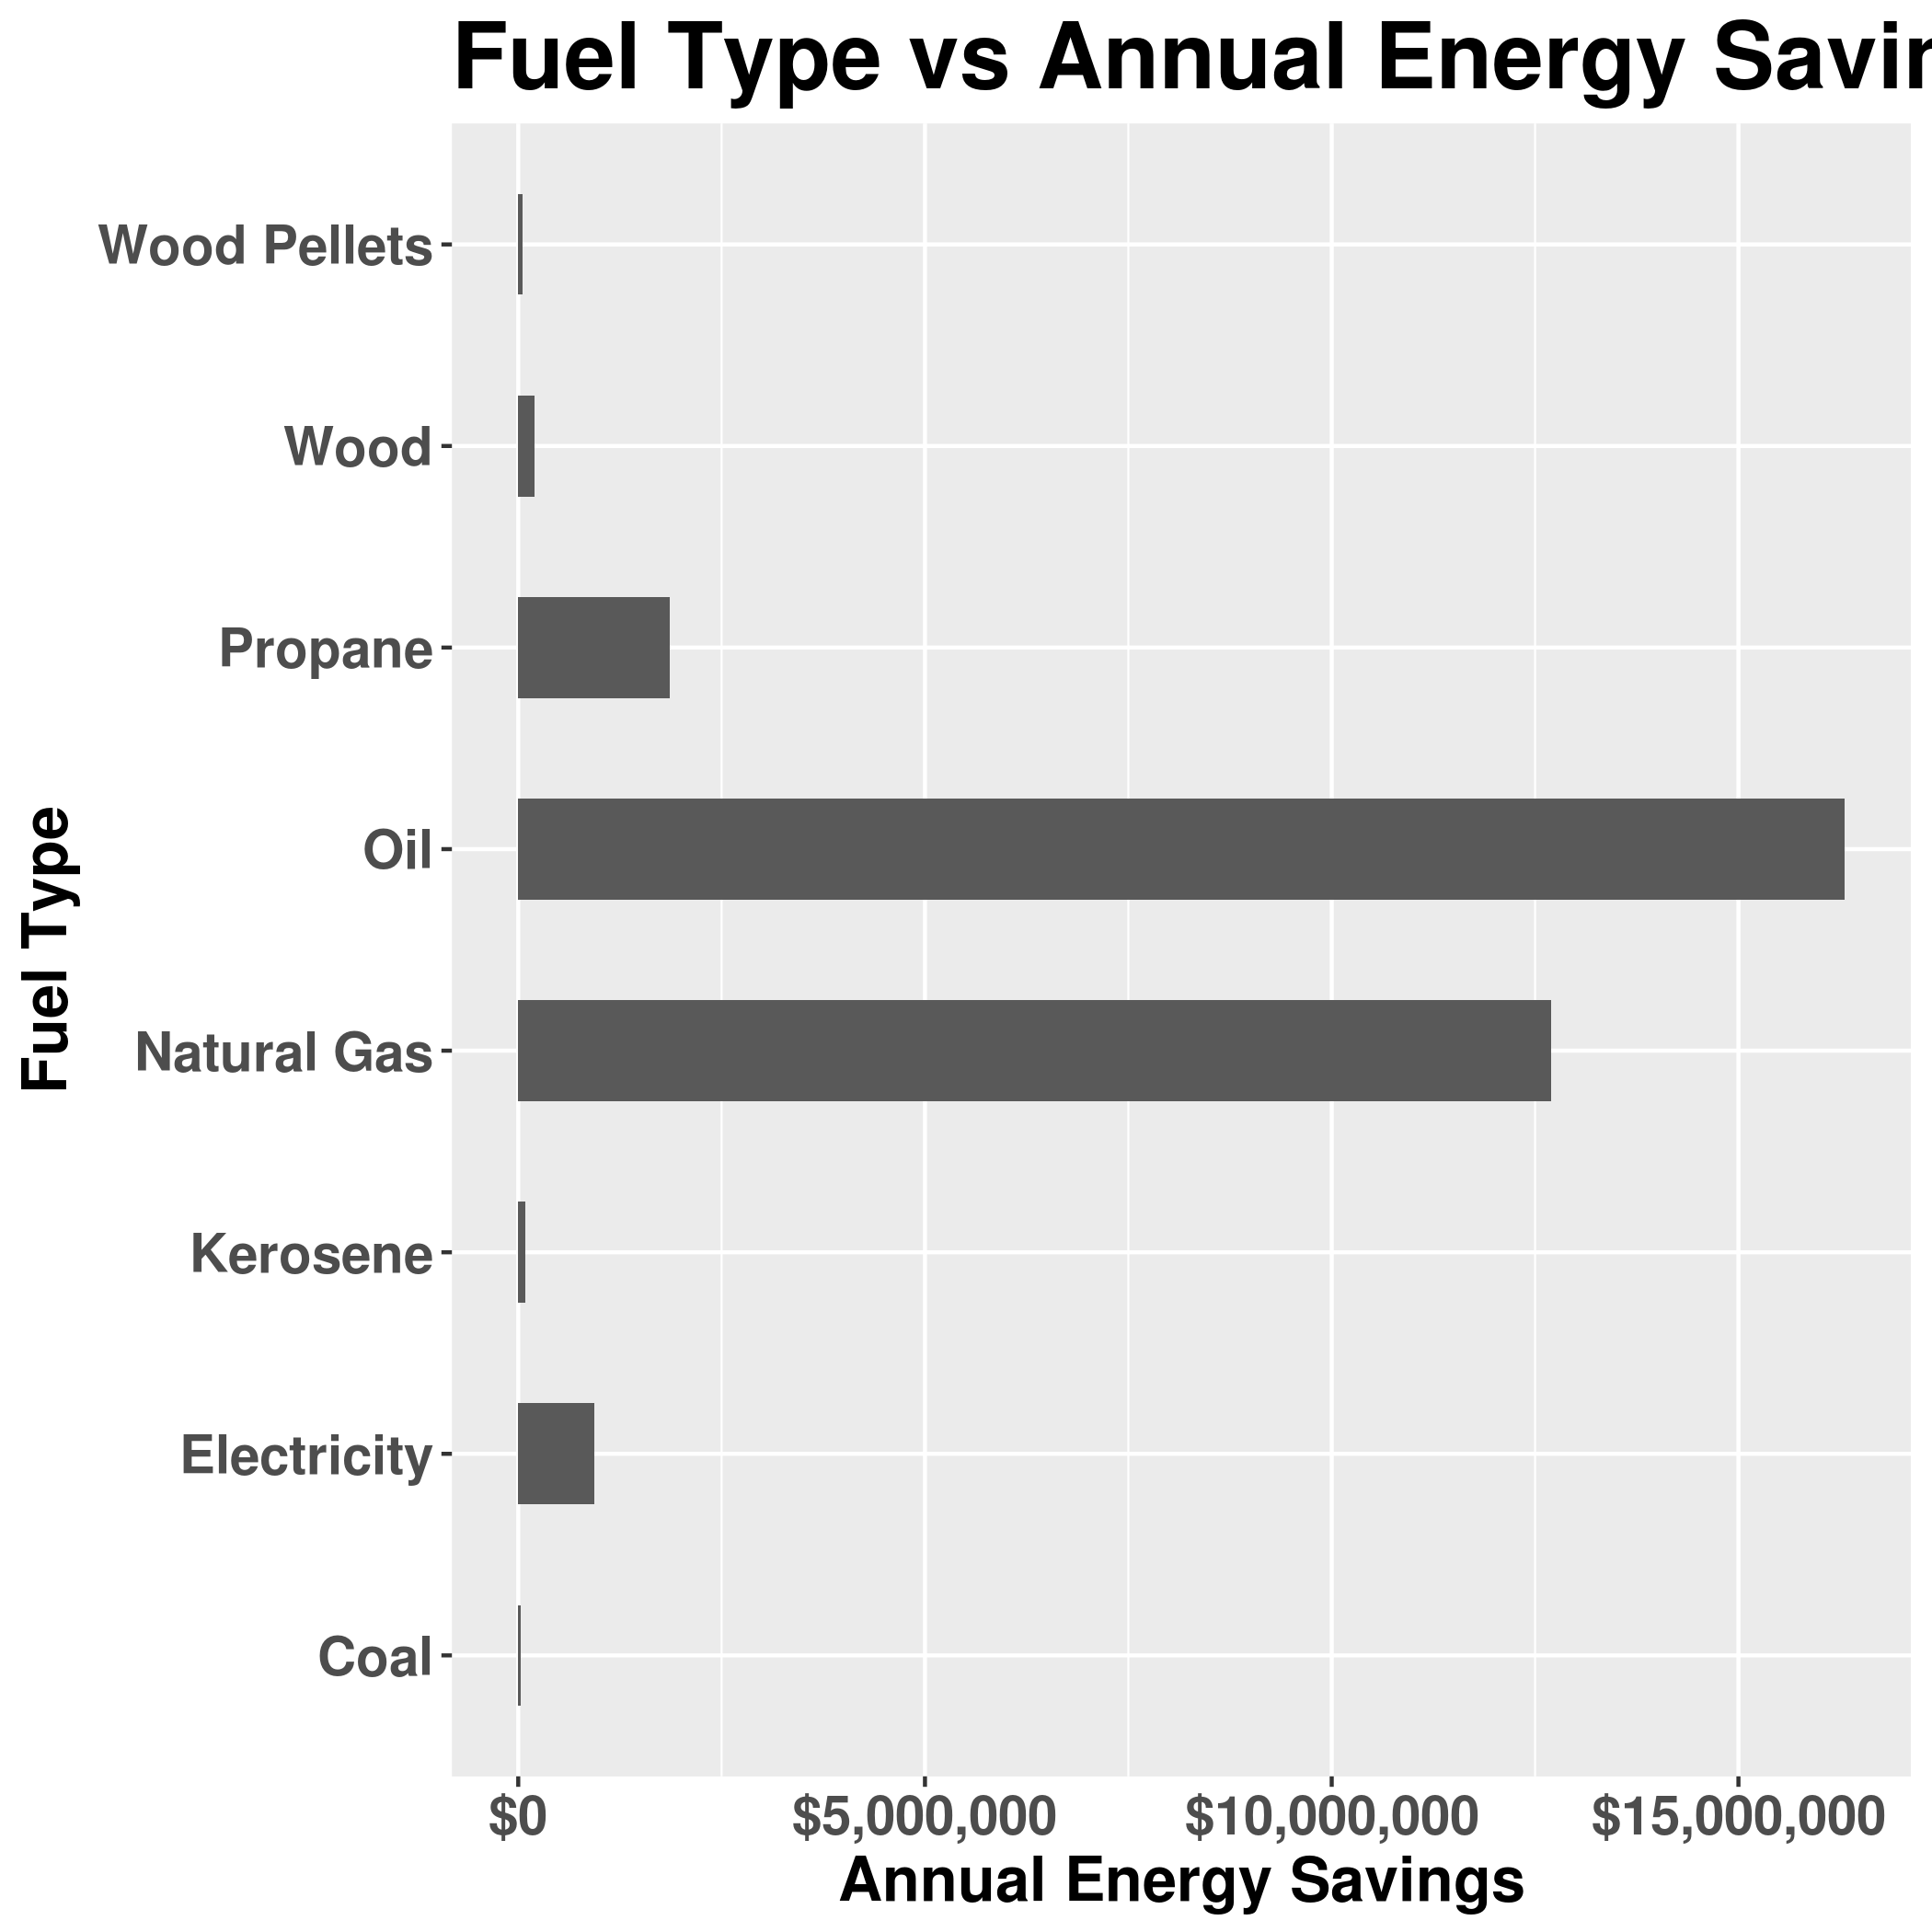 Fuel Type vs Annual Energy Savin
Wood Pellets
Wood
Propane
Oil
Natural Gas
Kerosene
Electricity
Coal
Fuel Type
$0 $5,000,000 $10,000,000 $15,000,000
Annual Energy Savings